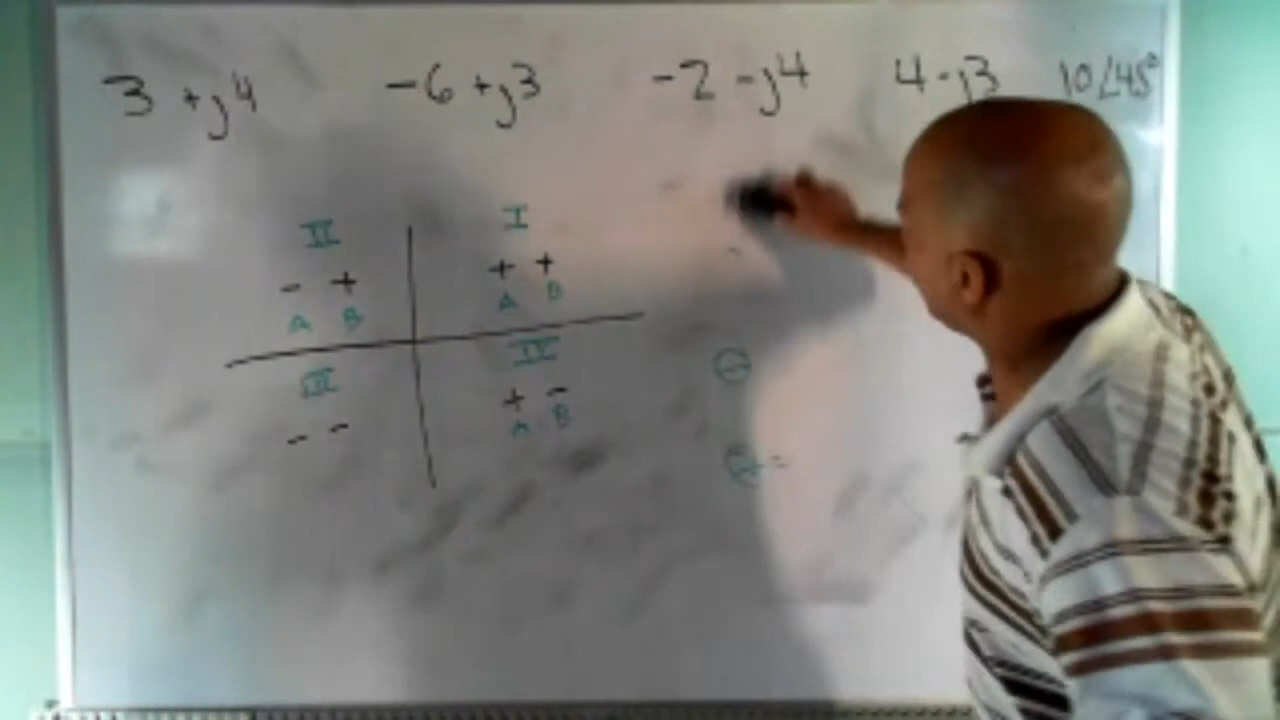 3 +j4 -6 +j3 -2 -j4 4 -j3 10∠45°
II I
- + + +
A B A B
III IV
- - + -
A B